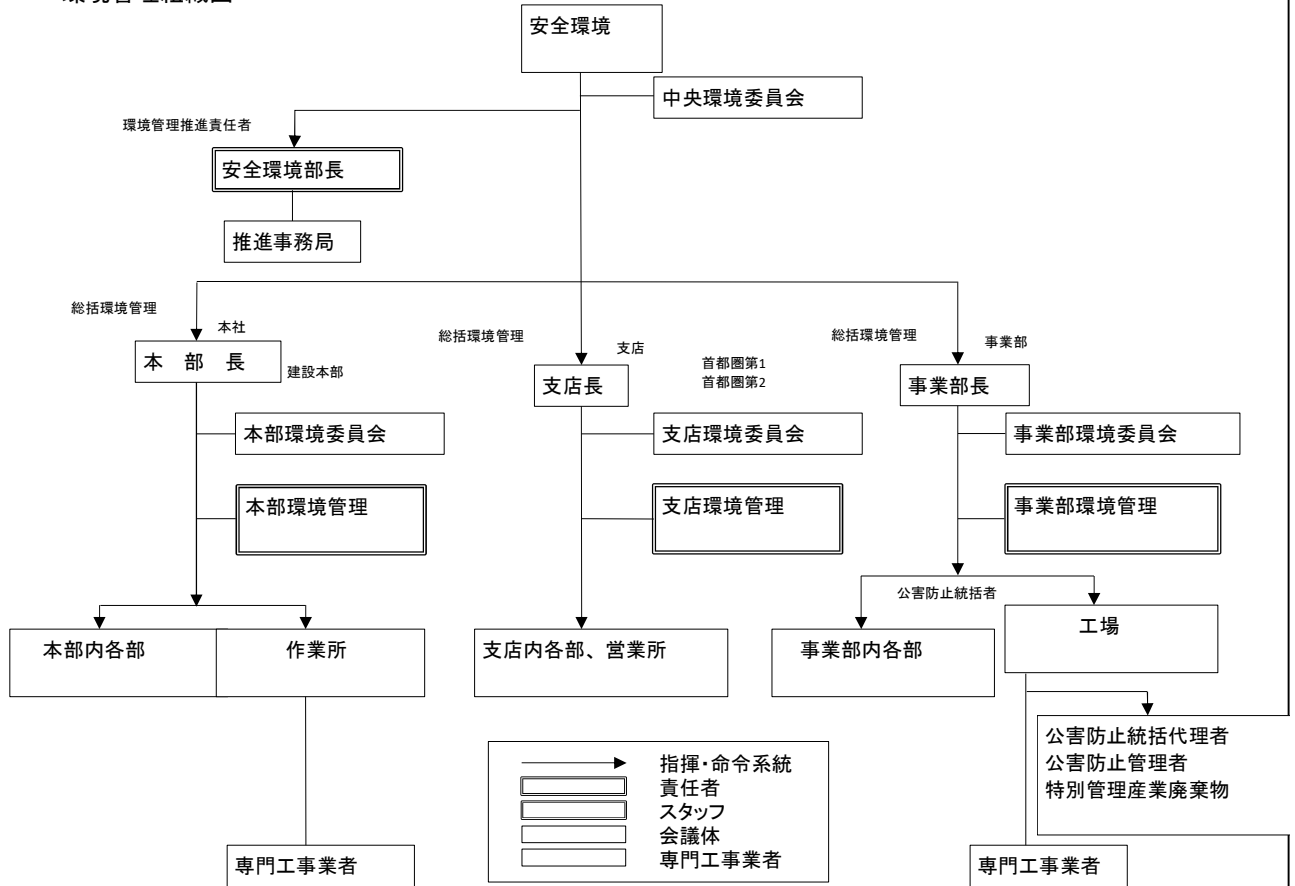 環境管理組織図
安全環境
中央環境委員会
環境管理推進責任者
安全環境部長
推進事務局
総括環境管理
本社
本 部 長
建設本部
総括環境管理
支店
支店長
首都圏第1
首都圏第2
総括環境管理
事業部
事業部長
本部環境委員会
支店環境委員会
事業部環境委員会
本部環境管理
支店環境管理
事業部環境管理
公害防止統括者
本部内各部
作業所
支店内各部、営業所
事業部内各部
工場
公害防止統括代理者
公害防止管理者
特別管理産業廃棄物
指揮・命令系統
責任者
スタッフ
会議体
専門工事業者
専門工事業者
専門工事業者